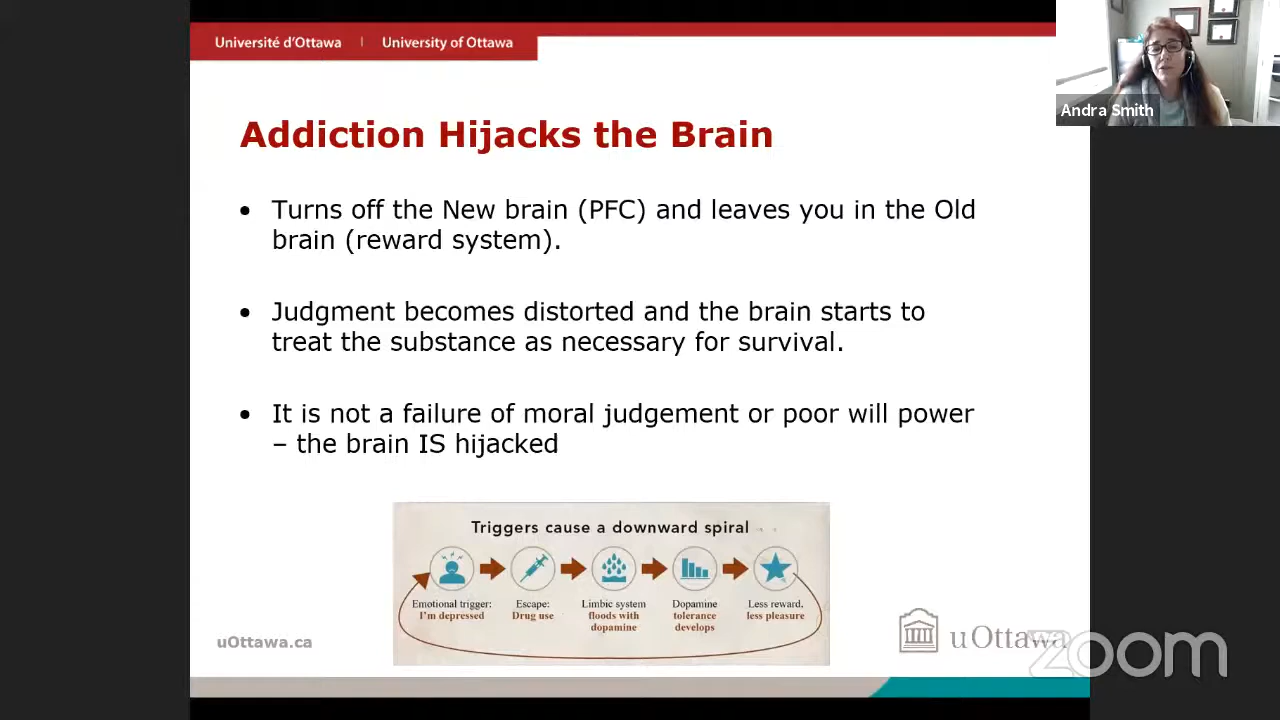 Université d'Ottawa | University of Ottawa
Andra Smith
Addiction Hijacks the Brain
• Turns off the New brain (PFC) and leaves you in the Old
brain (reward system).
• Judgment becomes distorted and the brain starts to
treat the substance as necessary for survival.
• It is not a failure of moral judgement or poor will power
– the brain IS hijacked
Triggers cause a downward spiral
Emotional trigger:
I'm depressed
Escape:
Drug use
Limbic system
floods with
dopamine
Dopamine
tolerance
develops
Less reward,
less pleasure
uOttawa.ca
uOttawa
zoom